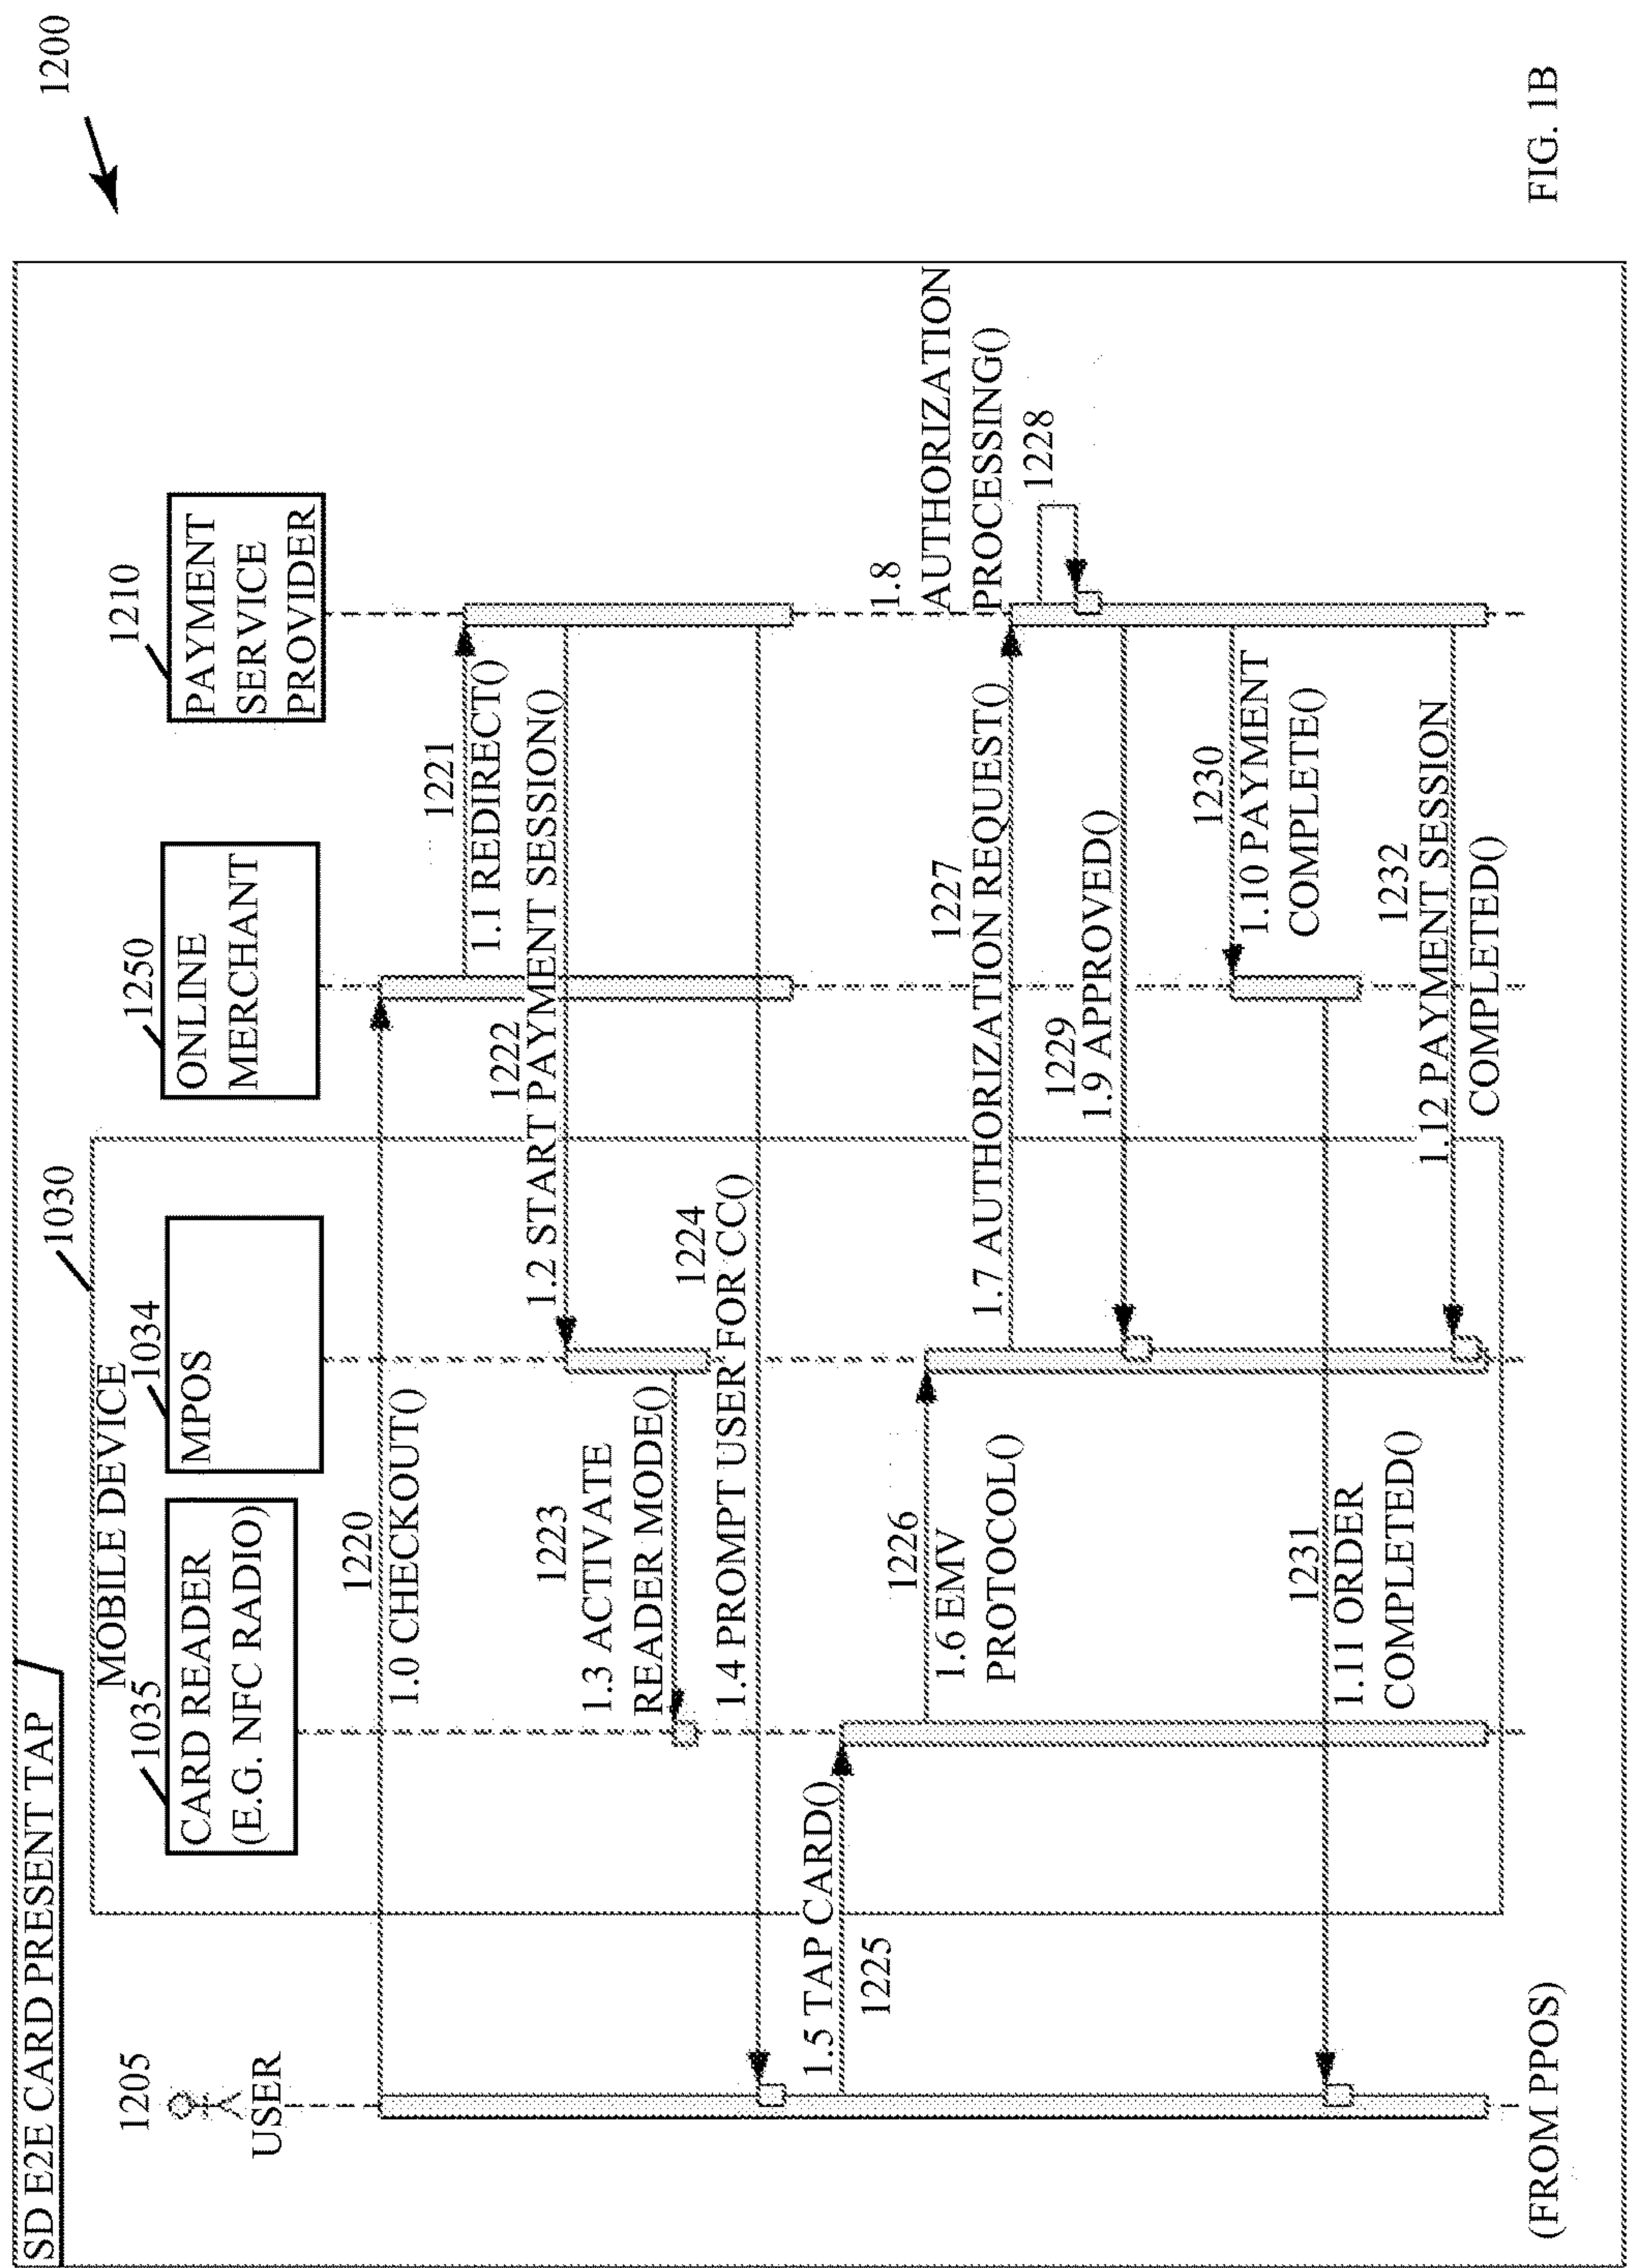 1200
SD E2E CARD PRESENT TAP
1030
MOBILE DEVICE
1205
USER
1035
CARD READER
(E.G. NFC RADIO)
1034
MPOS
1250
ONLINE
MERCHANT
1210
PAYMENT
SERVICE
PROVIDER
1220
1.0 CHECKOUT()
1221
1.1 REDIRECT()
1222
1.2 START PAYMENT SESSION()
1223
1.3 ACTIVATE
READER MODE()
1224
1.4 PROMPT USER FOR CC()
1.5 TAP CARD()
1225
1226
1.6 EMV
PROTOCOL()
1227
1.7 AUTHORIZATION REQUEST()
1.8
AUTHORIZATION
PROCESSING()
1228
1229
1.9 APPROVED()
1230
1.10 PAYMENT
COMPLETE()
1231
1.11 ORDER
COMPLETED()
1232
1.12 PAYMENT SESSION
COMPLETED()
(FROM PPOS)
FIG. 1B